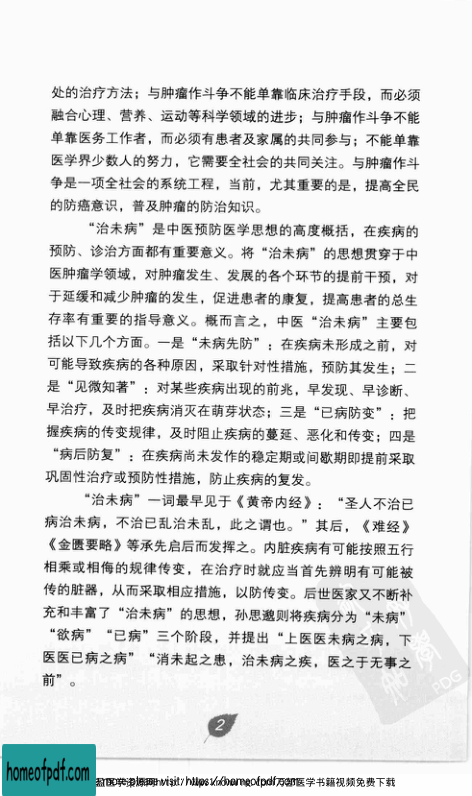 处的治疗方法；与肿瘤作斗争不能单靠临床治疗手段，而必须
融合心理、营养、运动等科学领域的进步；与肿瘤作斗争不能
单靠医务工作者，而必须有患者及家属的共同参与；不能单靠
医学界少数人的努力，它需要全社会的共同关注。与肿瘤作斗
争是一项全社会的系统工程，当前，尤其重要的是，提高全民
的防癌意识，普及肿瘤的防治知识。
“治未病”是中医预防医学思想的高度概括，在疾病的
预防、诊治方面都有重要意义。将“治未病”的思想贯穿于中
医肿瘤学领域，对肿瘤发生、发展的各个环节的提前干预，对
于延缓和减少肿瘤的发生，促进患者的康复，提高患者的总生
存率有重要的指导意义。概而言之，中医“治未病”主要包
括以下几个方面。一是“未病先防”：在疾病未形成之前，对
可能导致疾病的各种原因，采取针对性措施，预防其发生；二
是“见微知著”：对某些疾病出现的前兆，早发现、早诊断、
早治疗，及时把疾病消灭在萌芽状态；三是“已病防变”：把
握疾病的传变规律，及时阻止疾病的蔓延、恶化和传变；四是
“病后防复”：在疾病尚未发作的稳定期或间歇期即提前采取
巩固性治疗或预防性措施，防止疾病的复发。
“治未病”一词最早见于《黄帝内经》：“圣人不治已
病治未病，不治已乱治未乱，此之谓也。”其后，《难经》
《金匮要略》等承先启后而发挥之。内脏疾病有可能按照五行
相乘或相侮的规律传变，在治疗时就应当首先辨明有可能被
传的脏器，从而采取相应措施，以防传变。后世医家又不断补
充和丰富了“治未病”的思想，孙思邈则将疾病分为“未病”
“欲病”“已病”三个阶段，并提出“上医医未病之病，下
医医已病之病”“消未起之患，治未病之疾，医之于无事之
前”。
PDG
2
homeofpdf.com
医学书籍视频免费下载